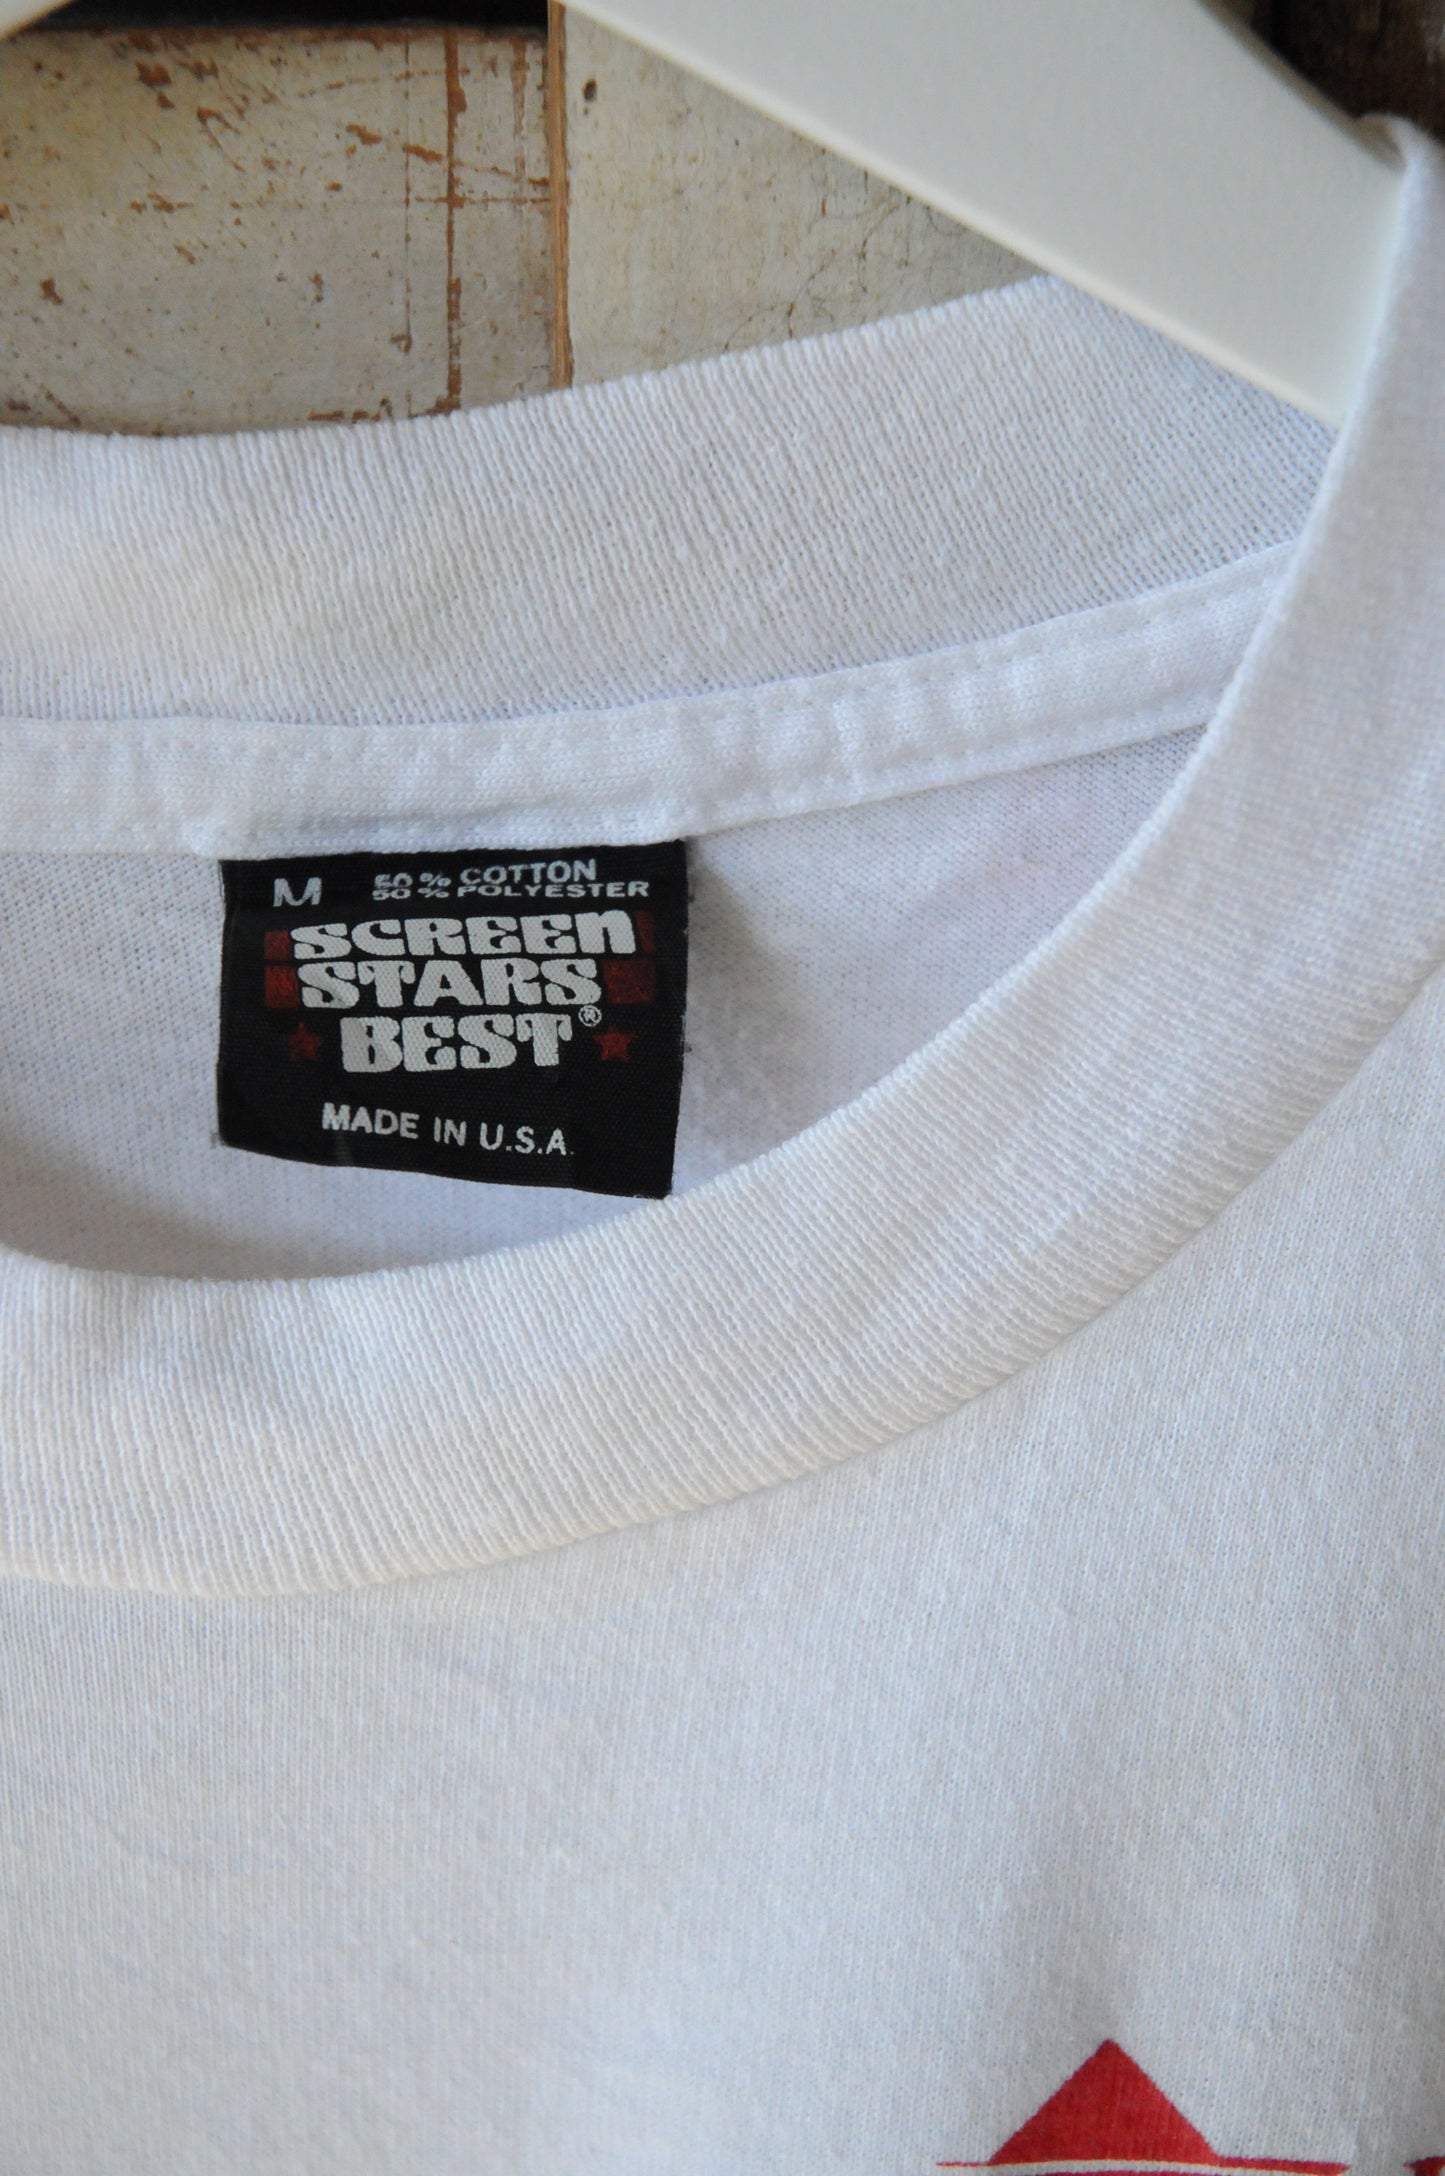 M 50% COTTON
50% POLYESTER
SCREEN
STARS
BEST®
MADE IN U.S.A.